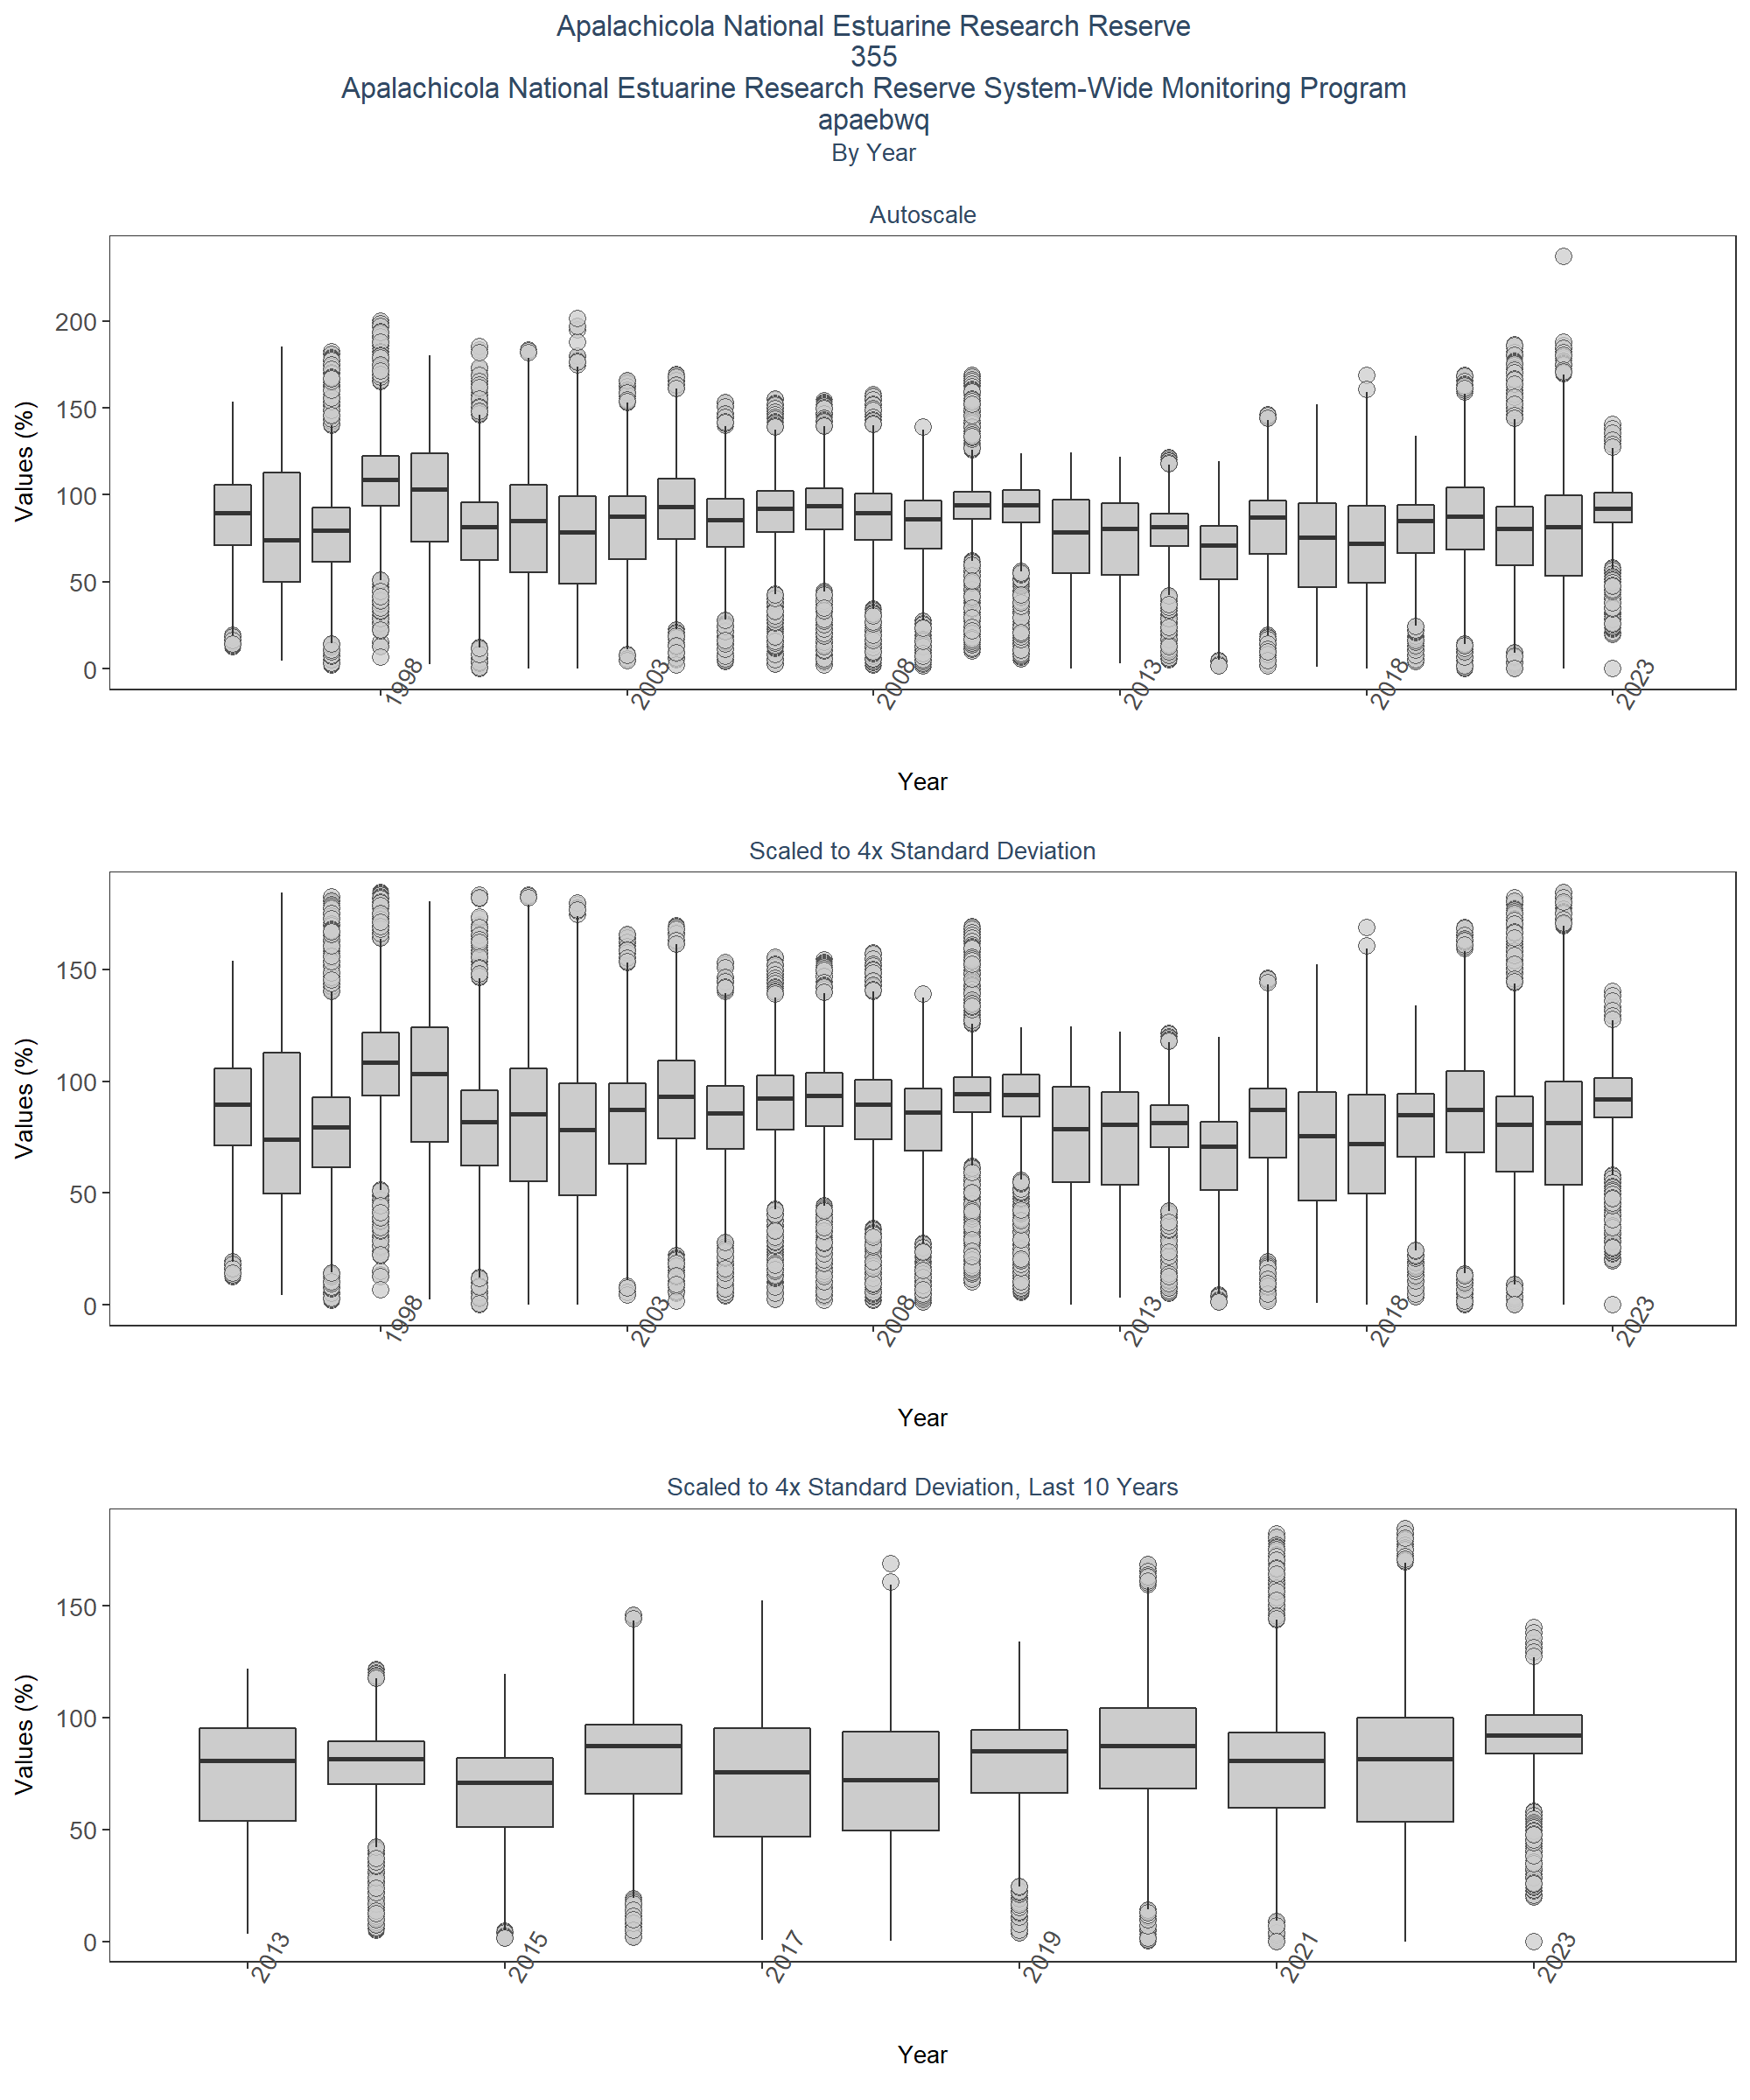 Apalachicola National Estuarine Research Reserve
355
Apalachicola National Estuarine Research Reserve System-Wide Monitoring Program
apaebwq
By Year
Autoscale
Values (%)
200
150
100
50
0
1998
2003
2008
2013
2018
2023
Year
Scaled to 4x Standard Deviation
Values (%)
150
100
50
0
1998
2003
2008
2013
2018
2023
Year
Scaled to 4x Standard Deviation, Last 10 Years
Values (%)
150
100
50
0
2013
2015
2017
2019
2021
2023
Year